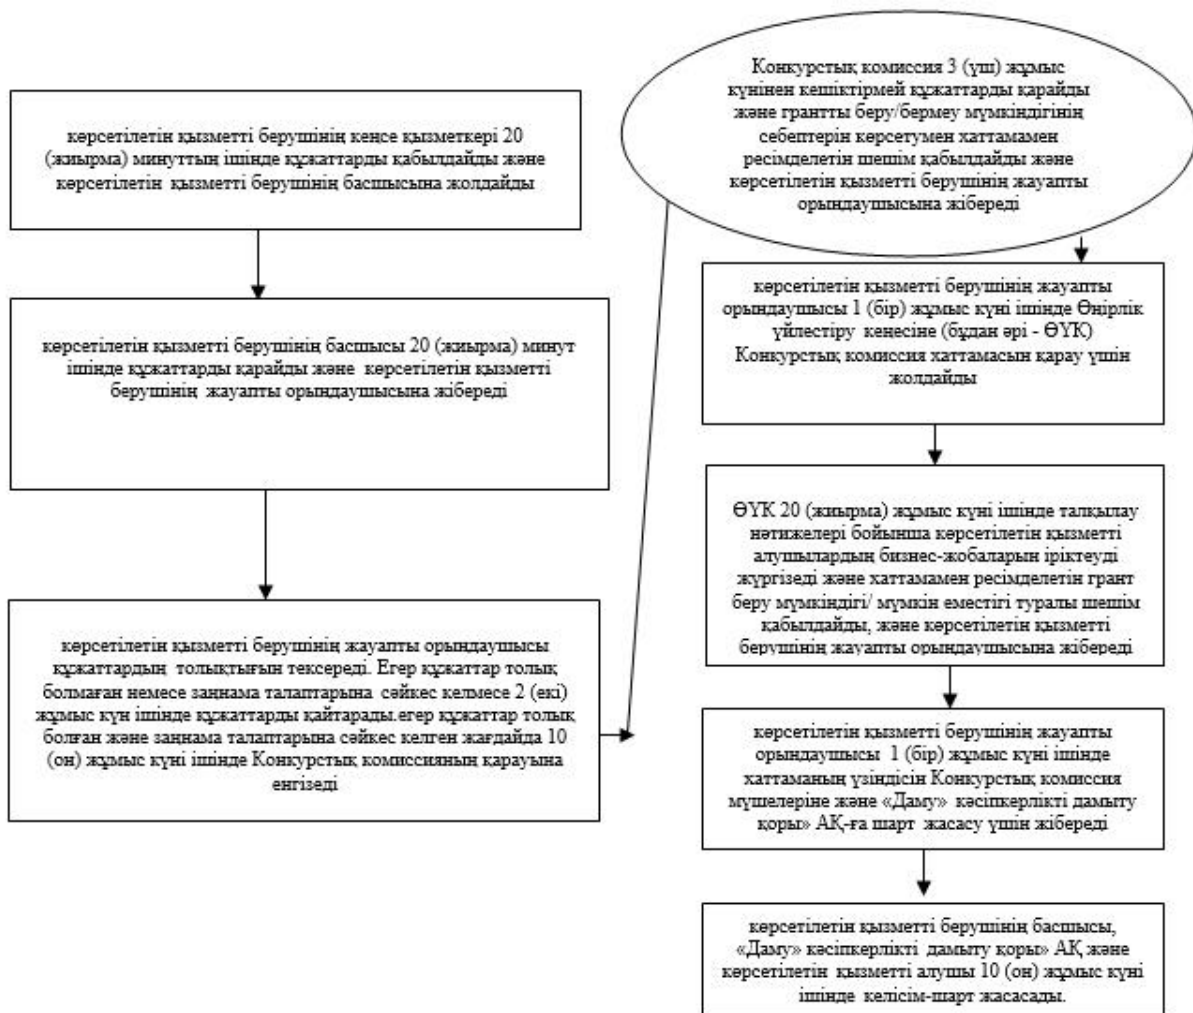 көрсетілетін қызметті берушінің кеңсе қызметкері 20
(жиырма) минуттың ішінде құжаттарды қабылдайды және
көрсетілетін қызметті берушінің басшысына жолдайды
көрсетілетін қызметті берушінің басшысы 20 (жиырма) минут
ішінде құжаттарды қарайды және көрсетілетін қызметті
берушінің жауапты орындаушысына жібереді
көрсетілетін қызметті берушінің жауапты орындаушысы
құжаттардың толықтығын тексереді. Егер құжаттар толық
болмаған немесе заңнама талаптарына сәйкес келмесе 2 (екі)
жұмыс күн ішінде құжаттарды қайтарады.егер құжаттар толық
болған және заңнама талаптарына сәйкес келген жағдайда 10
(он) жұмыс күні ішінде Конкурстық комиссияның қарауына
енгізеді
Конкурстық комиссия 3 (үш) жұмыс
күнінен кешіктірмей құжаттарды қарайды
және грантты беру/бермеу мүмкіндігінің
себептерін көрсетумен хаттамамен
ресімделетін шешім қабылдайды және
көрсетілетін қызметті берушінің жауапты
орындаушысына жібереді
көрсетілетін қызметті берушінің жауапты
орындаушысы 1 (бір) жұмыс күні ішінде Өңірлік
үйлестіру кеңесіне (бұдан әрі - ӨҮК)
Конкурстық комиссия хаттамасын қарау үшін
жолдайды
ӨҮК 20 (жиырма) жұмыс күні ішінде талқылау
нәтижелері бойынша көрсетілетін қызметті
алушылардың бизнес-жобаларын іріктеуді
жүргізеді және хаттамамен ресімделетін грант
беру мүмкіндігі/ мүмкін еместігі туралы шешім
қабылдайды, және көрсетілетін қызметті
берушінің жауапты орындаушысына жібереді
көрсетілетін қызметті берушінің жауапты
орындаушысы 1 (бір) жұмыс күні ішінде
хаттаманың үзіндісін Конкурстық комиссия
мүшелеріне және «Даму» кәсіпкерлікті дамыту
қоры» АҚ-ға шарт жасасу үшін жібереді
көрсетілетін қызметті берушінің басшысы,
«Даму» кәсіпкерлікті дамыту қоры» АҚ және
көрсетілетін қызметті алушы 10 (он) жұмыс күні
ішінде келісім-шарт жасасады.